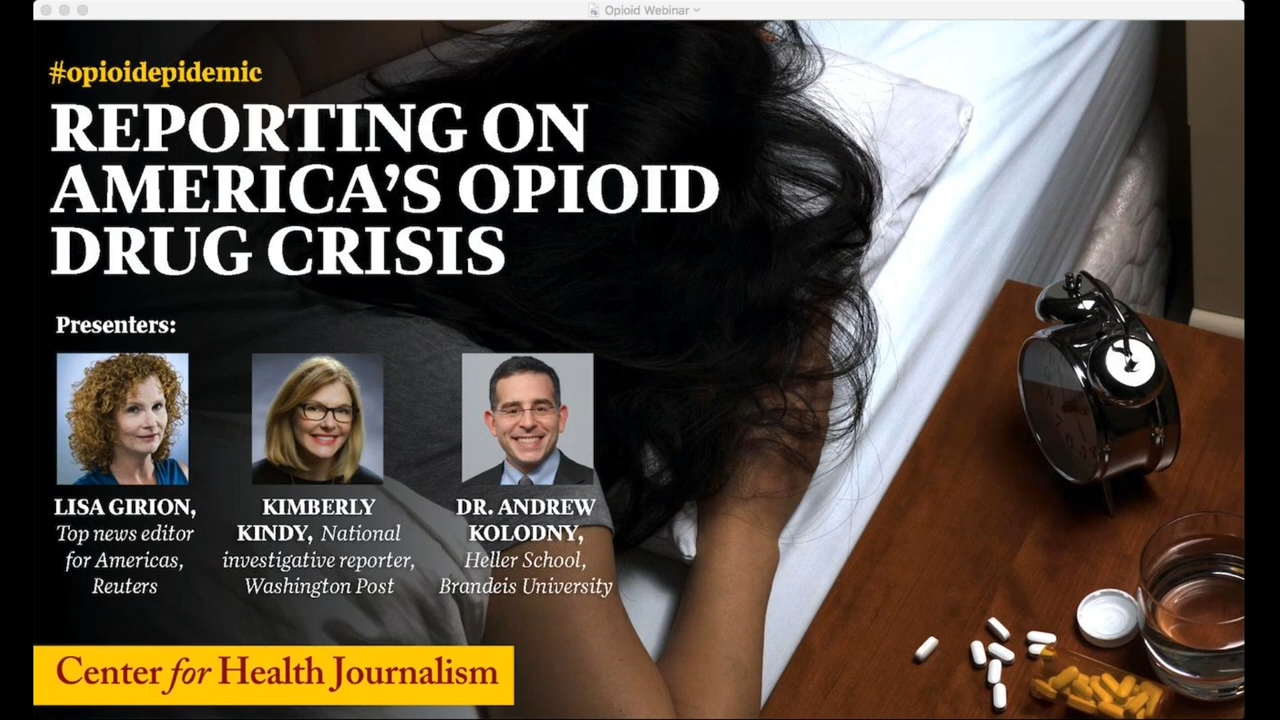 Opioid Webinar
#opioidepidemic
REPORTING ON
AMERICA'S OPIOID
DRUG CRISIS
Presenters:
LISA GIRION,
Top news editor
for Americas,
Reuters
KIMBERLY
KINDY, National
investigative reporter,
Washington Post
DR. ANDREW
KOLODNY,
Heller School,
Brandeis University
Center for Health Journalism